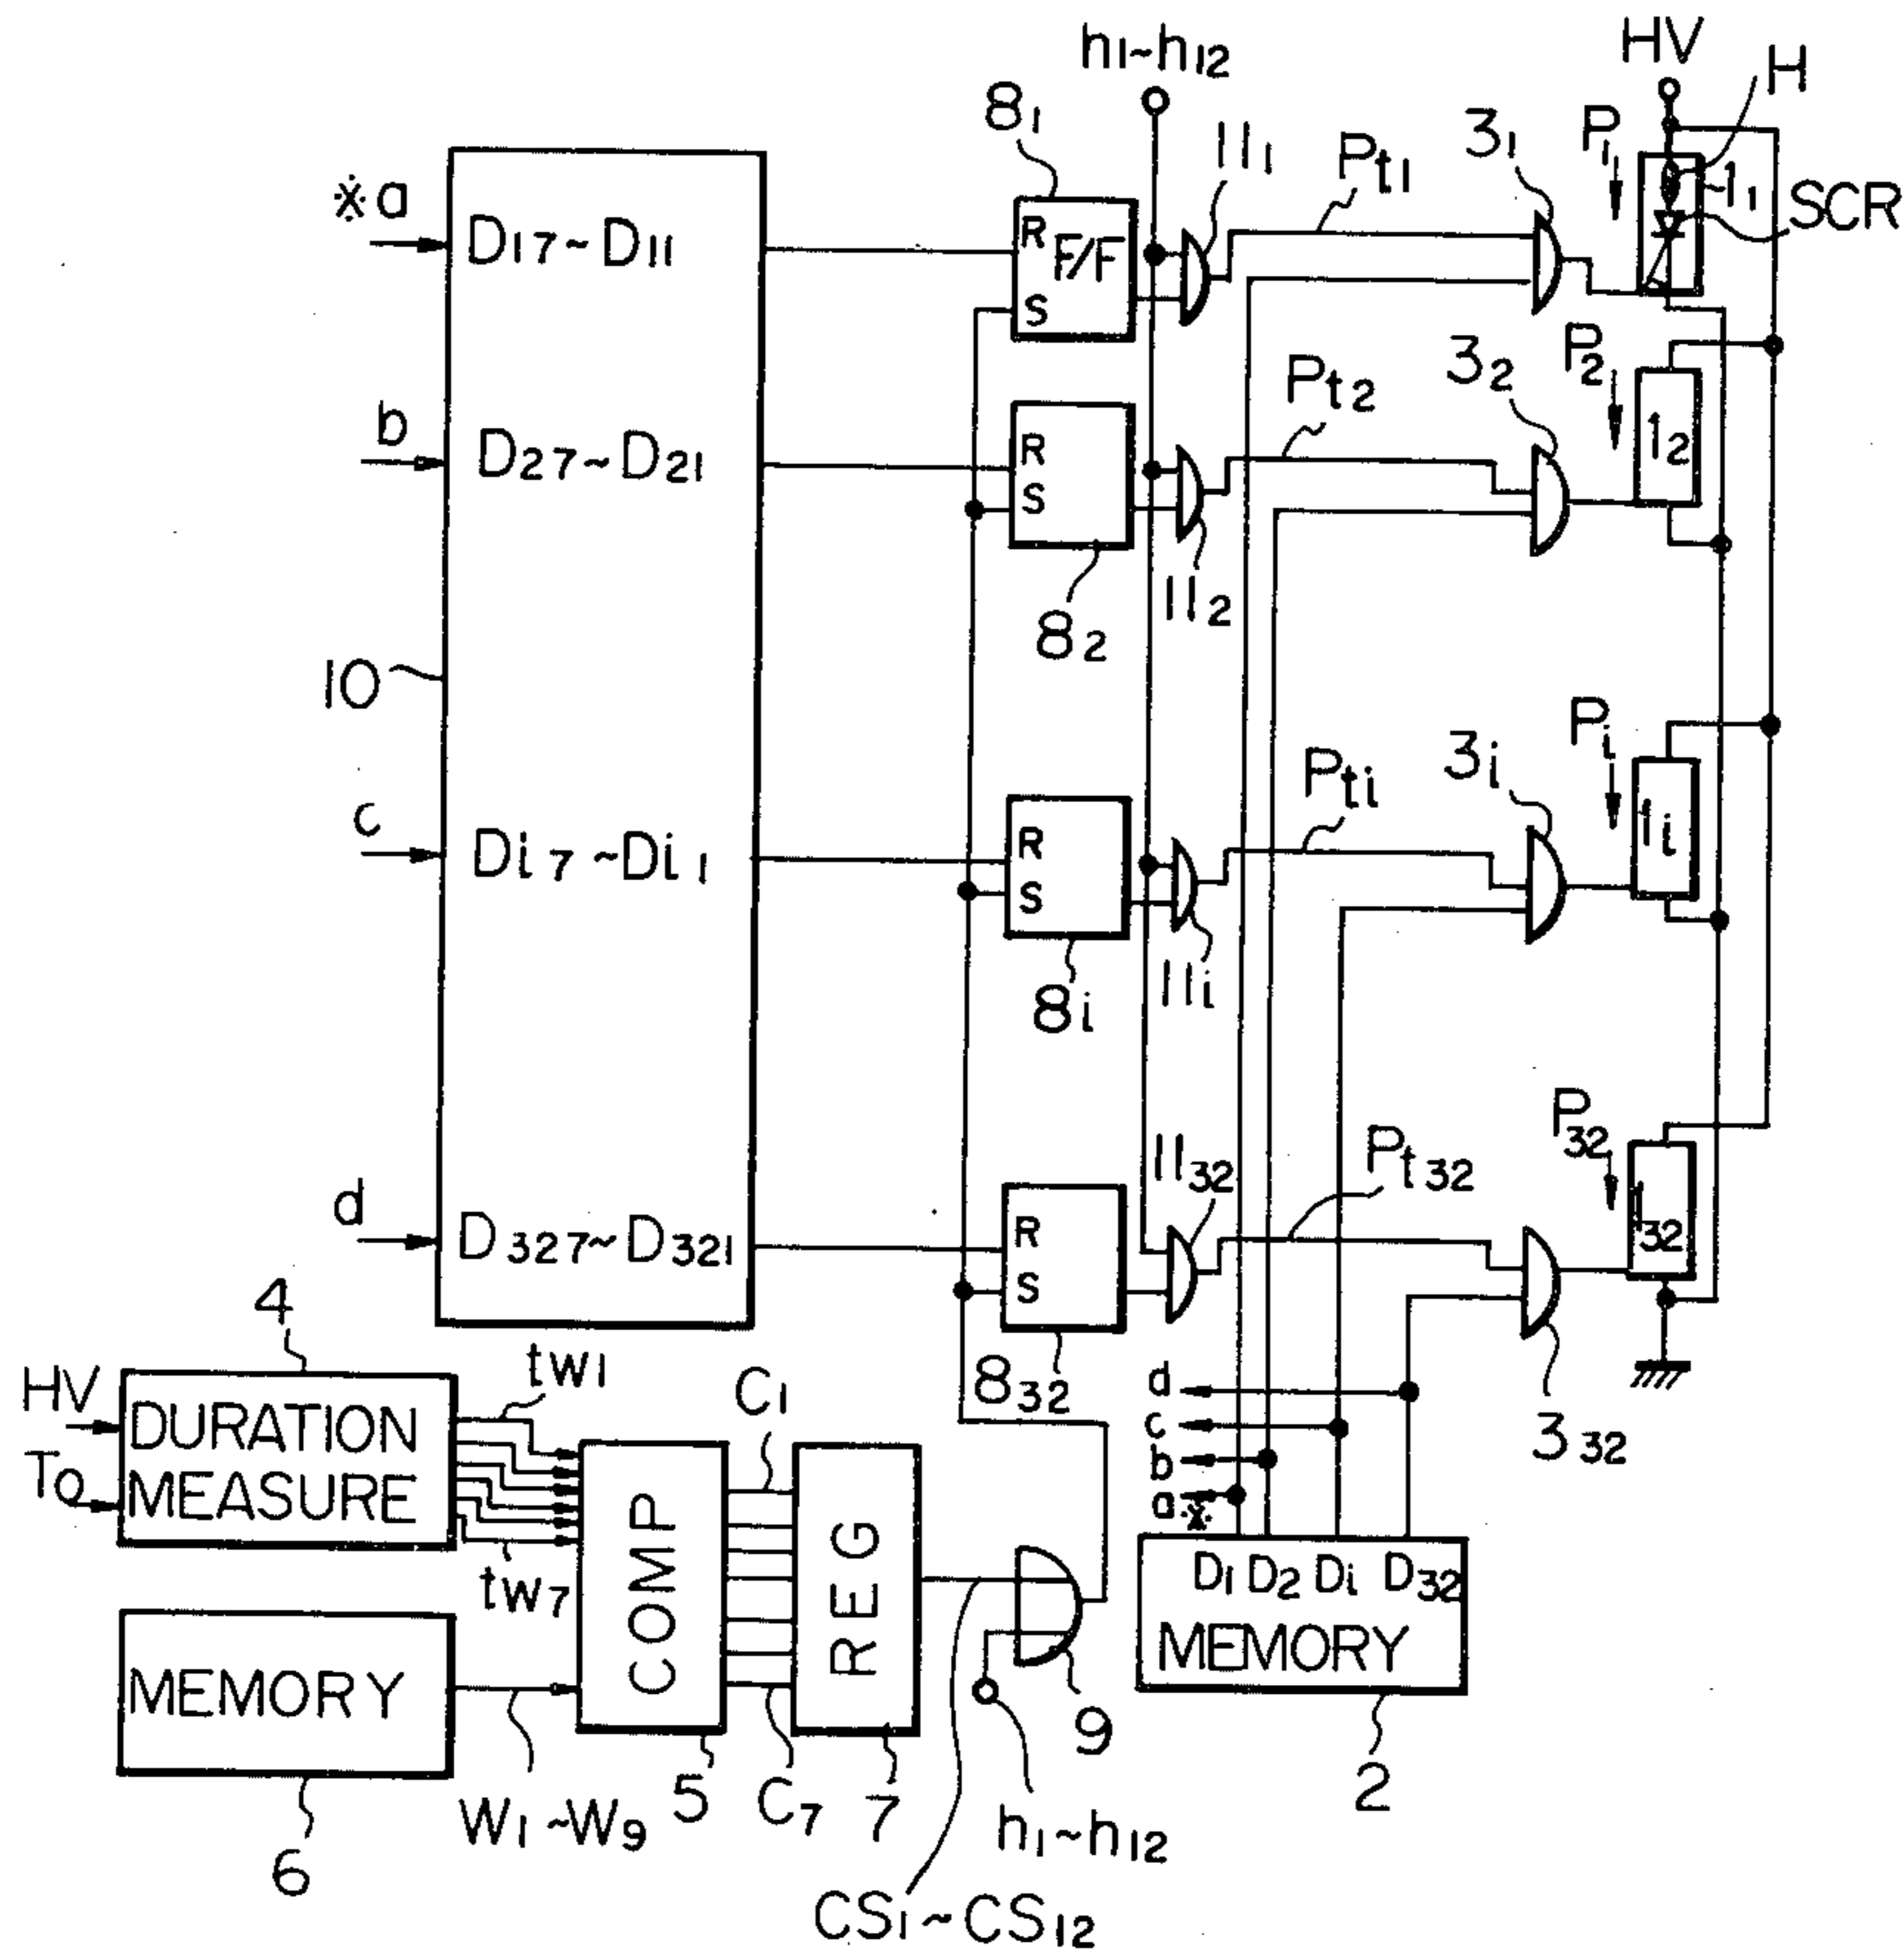 h1~h12
HV
H
81
111
Pt1
31
P1
11
SCR
※a
D17~D11
R
F/F
S
b
D27~D21
R
S
82
112
Pt2
32
P2
12
10
c
Di7~Di1
R
S
8i
11i
Pti
3i
Pi
1i
d
D327~D321
R
S
832
1132
Pt32
332
P32
132
4
HV
To
DURATION
MEASURE
tw1
tw7
C1
C7
COMP
5
REG
7
MEMORY
6
W1~W9
9
h1~h12
CS1~CS12
d
c
b
a※
D1 D2 Di D32
MEMORY
2